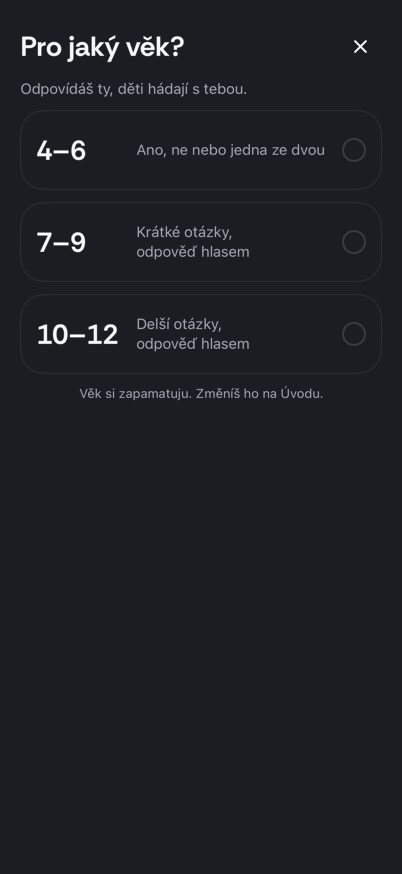 Pro jaký věk?
Odpovídáš ty, děti hádají s tebou.
4–6
Ano, ne nebo jedna ze dvou
7–9
Krátké otázky,
odpověď hlasem
10–12
Delší otázky,
odpověď hlasem
Věk si zapamatuju. Změníš ho na Úvodu.